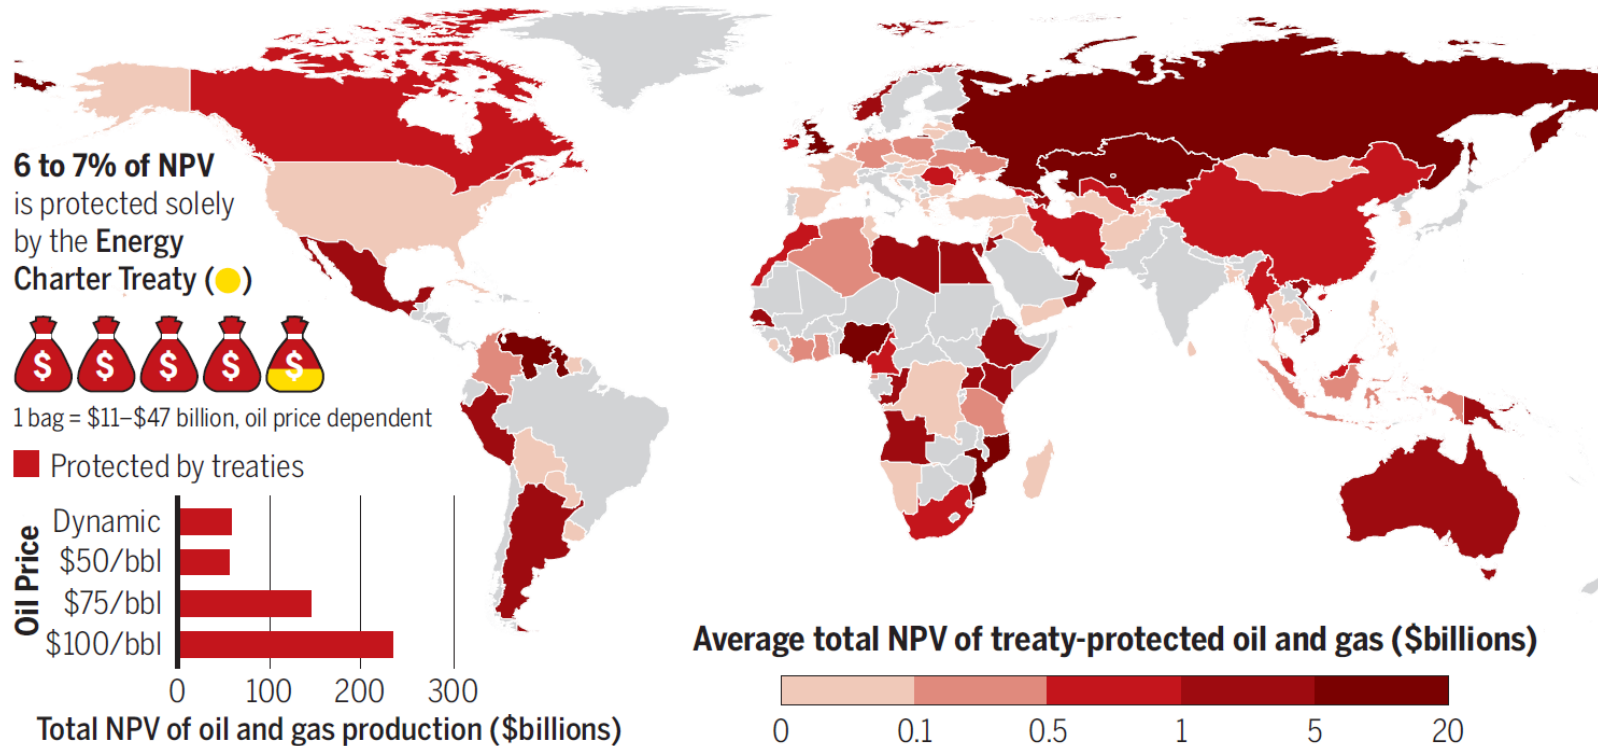 6 to 7% of NPV
is protected solely
by the Energy
Charter Treaty ( )
$ $ $ $ $
1 bag = $11–$47 billion, oil price dependent
Protected by treaties
Oil Price
Dynamic
$50/bbl
$75/bbl
$100/bbl
0 100 200 300
Total NPV of oil and gas production ($billions)
Average total NPV of treaty-protected oil and gas ($billions)
0 0.1 0.5 1 5 20